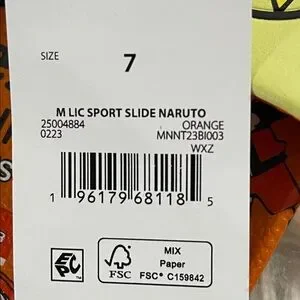 SIZE 7
M LIC SPORT SLIDE NARUTO
25004884 ORANGE
0223 MNNT23BI003
WXZ
1 96179 68118 5
EPC
FSC
MIX
Paper
FSC® C159842
S